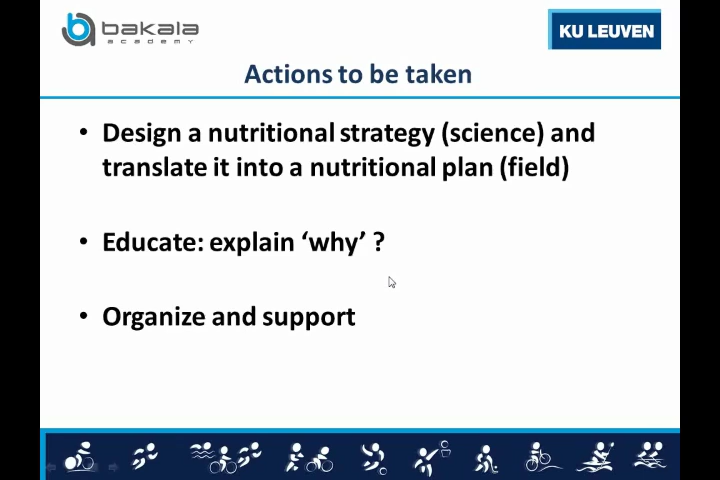 bakala
academy
KU LEUVEN
Actions to be taken
• Design a nutritional strategy (science) and
translate it into a nutritional plan (field)
• Educate: explain ‘why’ ?
• Organize and support